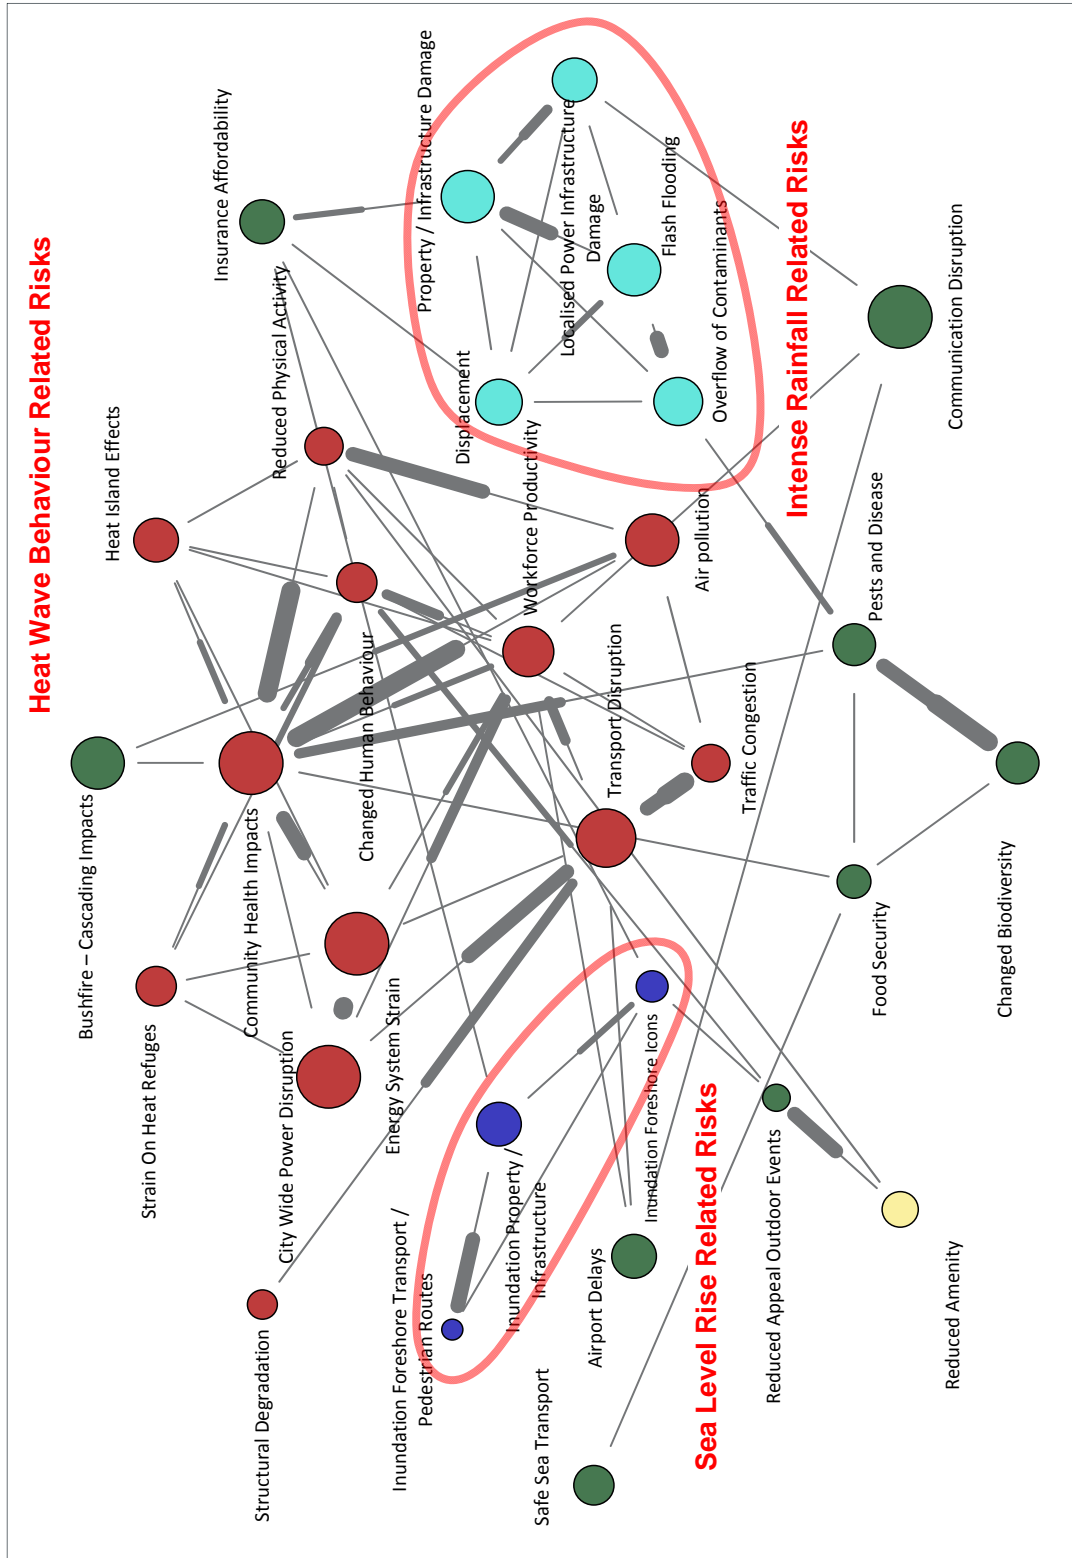 Heat Wave Behaviour Related Risks
Bushfire – Cascading Impacts
Strain On Heat Refuges
Heat Island Effects
Insurance Affordability
Community Health Impacts
Structural Degradation
City Wide Power Disruption
Reduced Physical Activity
Changed Human Behaviour
Energy System Strain
Inundation Foreshore Transport /
Pedestrian Routes
Property / Infrastructure Damage
Displacement
Workforce Productivity
Inundation Property /
Infrastructure
Localised Power Infrastructure
Damage
Safe Sea Transport
Airport Delays
Transport Disruption
Inundation Foreshore Icons
Flash Flooding
Air pollution
Overflow of Contaminants
Sea Level Rise Related Risks
Traffic Congestion
Reduced Appeal Outdoor Events
Intense Rainfall Related Risks
Food Security
Pests and Disease
Reduced Amenity
Communication Disruption
Changed Biodiversity